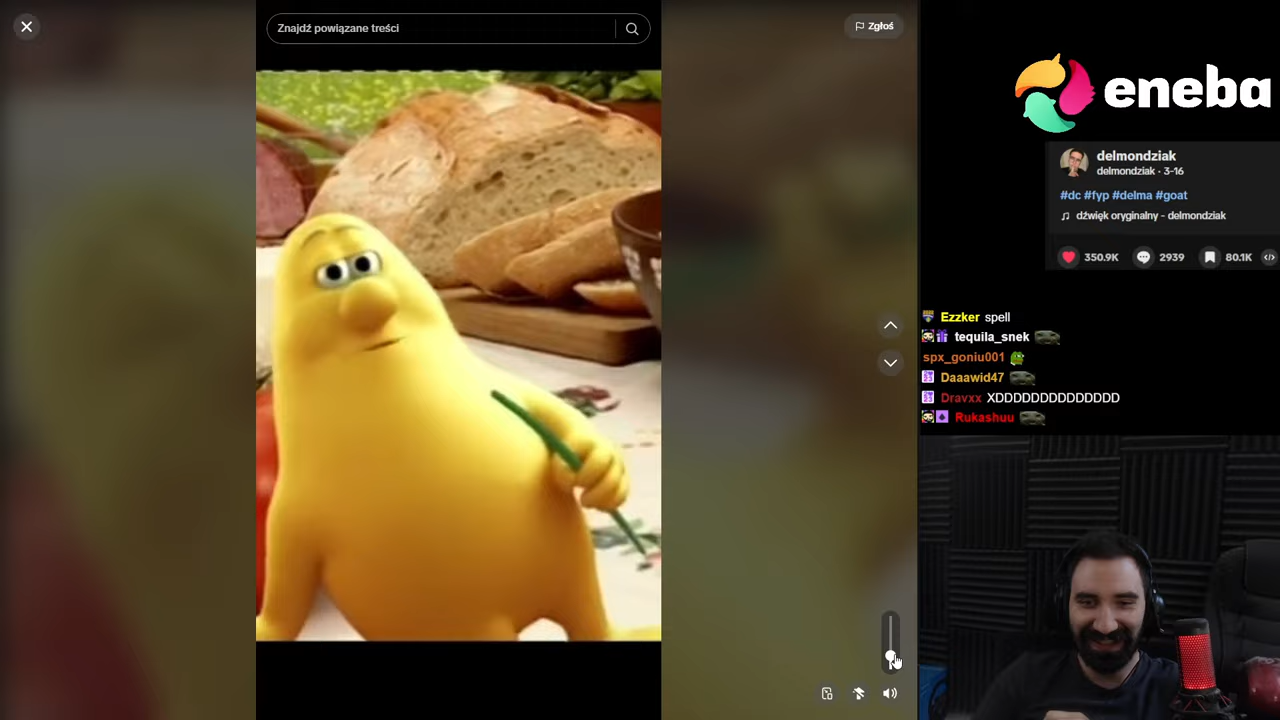 Znajdź powiązane treści
Zgłoś
eneba
delmondziak
delmondziak · 3-16
#dc #fyp #delma #goat
dźwięk oryginalny - delmondziak
350.9K 2939 80.1K
Ezzker spell
tequila_snek
spx_goniu001
Daaawid47
Dravxx XDDDDDDDDDDDDDD
Rukashuu